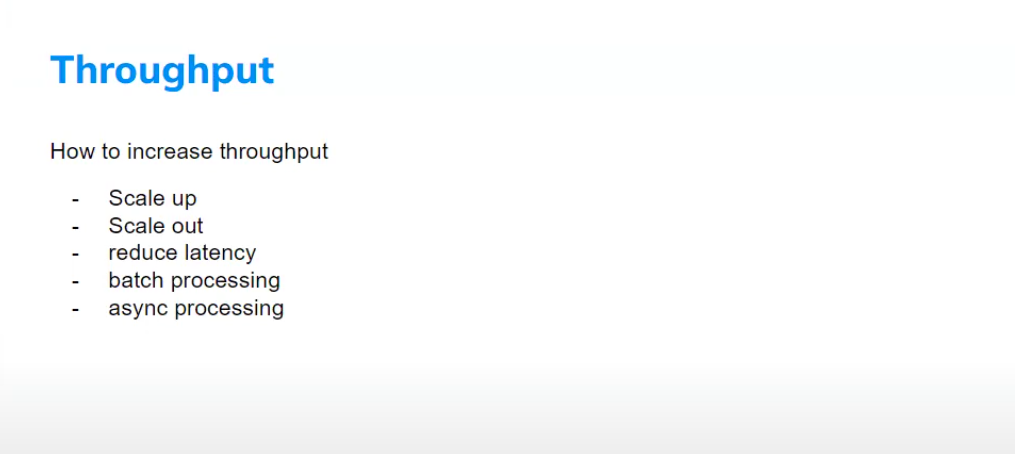 Throughput
How to increase throughput
- Scale up
- Scale out
- reduce latency
- batch processing
- async processing